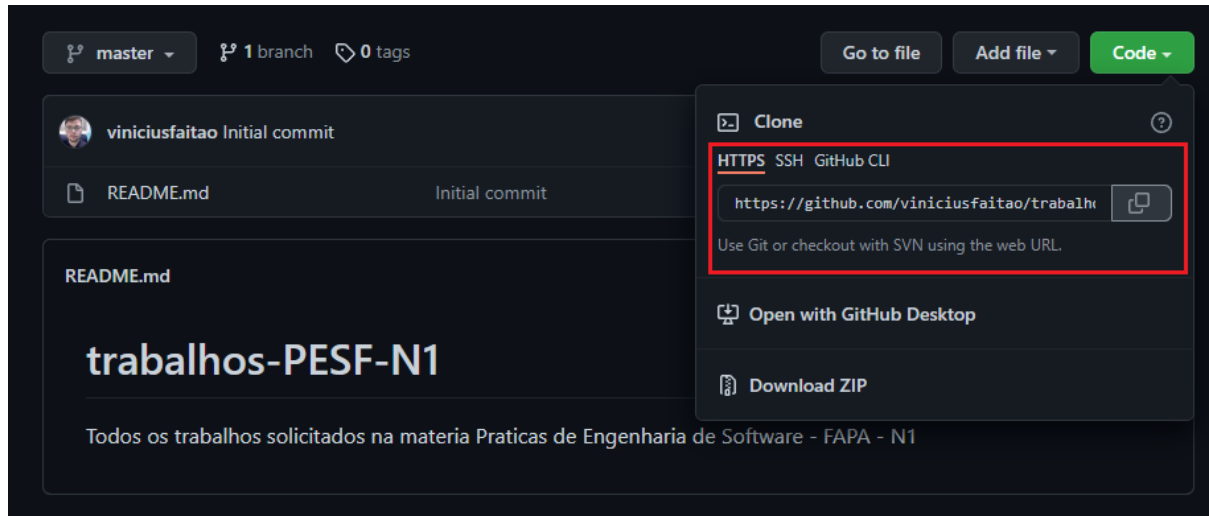 master 1 branch 0 tags Go to file Add file Code
viniciusfaitao Initial commit
README.md Initial commit
README.md
trabalhos-PESF-N1
Todos os trabalhos solicitados na materia Praticas de Engenharia de Software - FAPA - N1
Clone
HTTPS SSH GitHub CLI
https://github.com/viniciusfaitao/trabalho
Use Git or checkout with SVN using the web URL.
Open with GitHub Desktop
Download ZIP